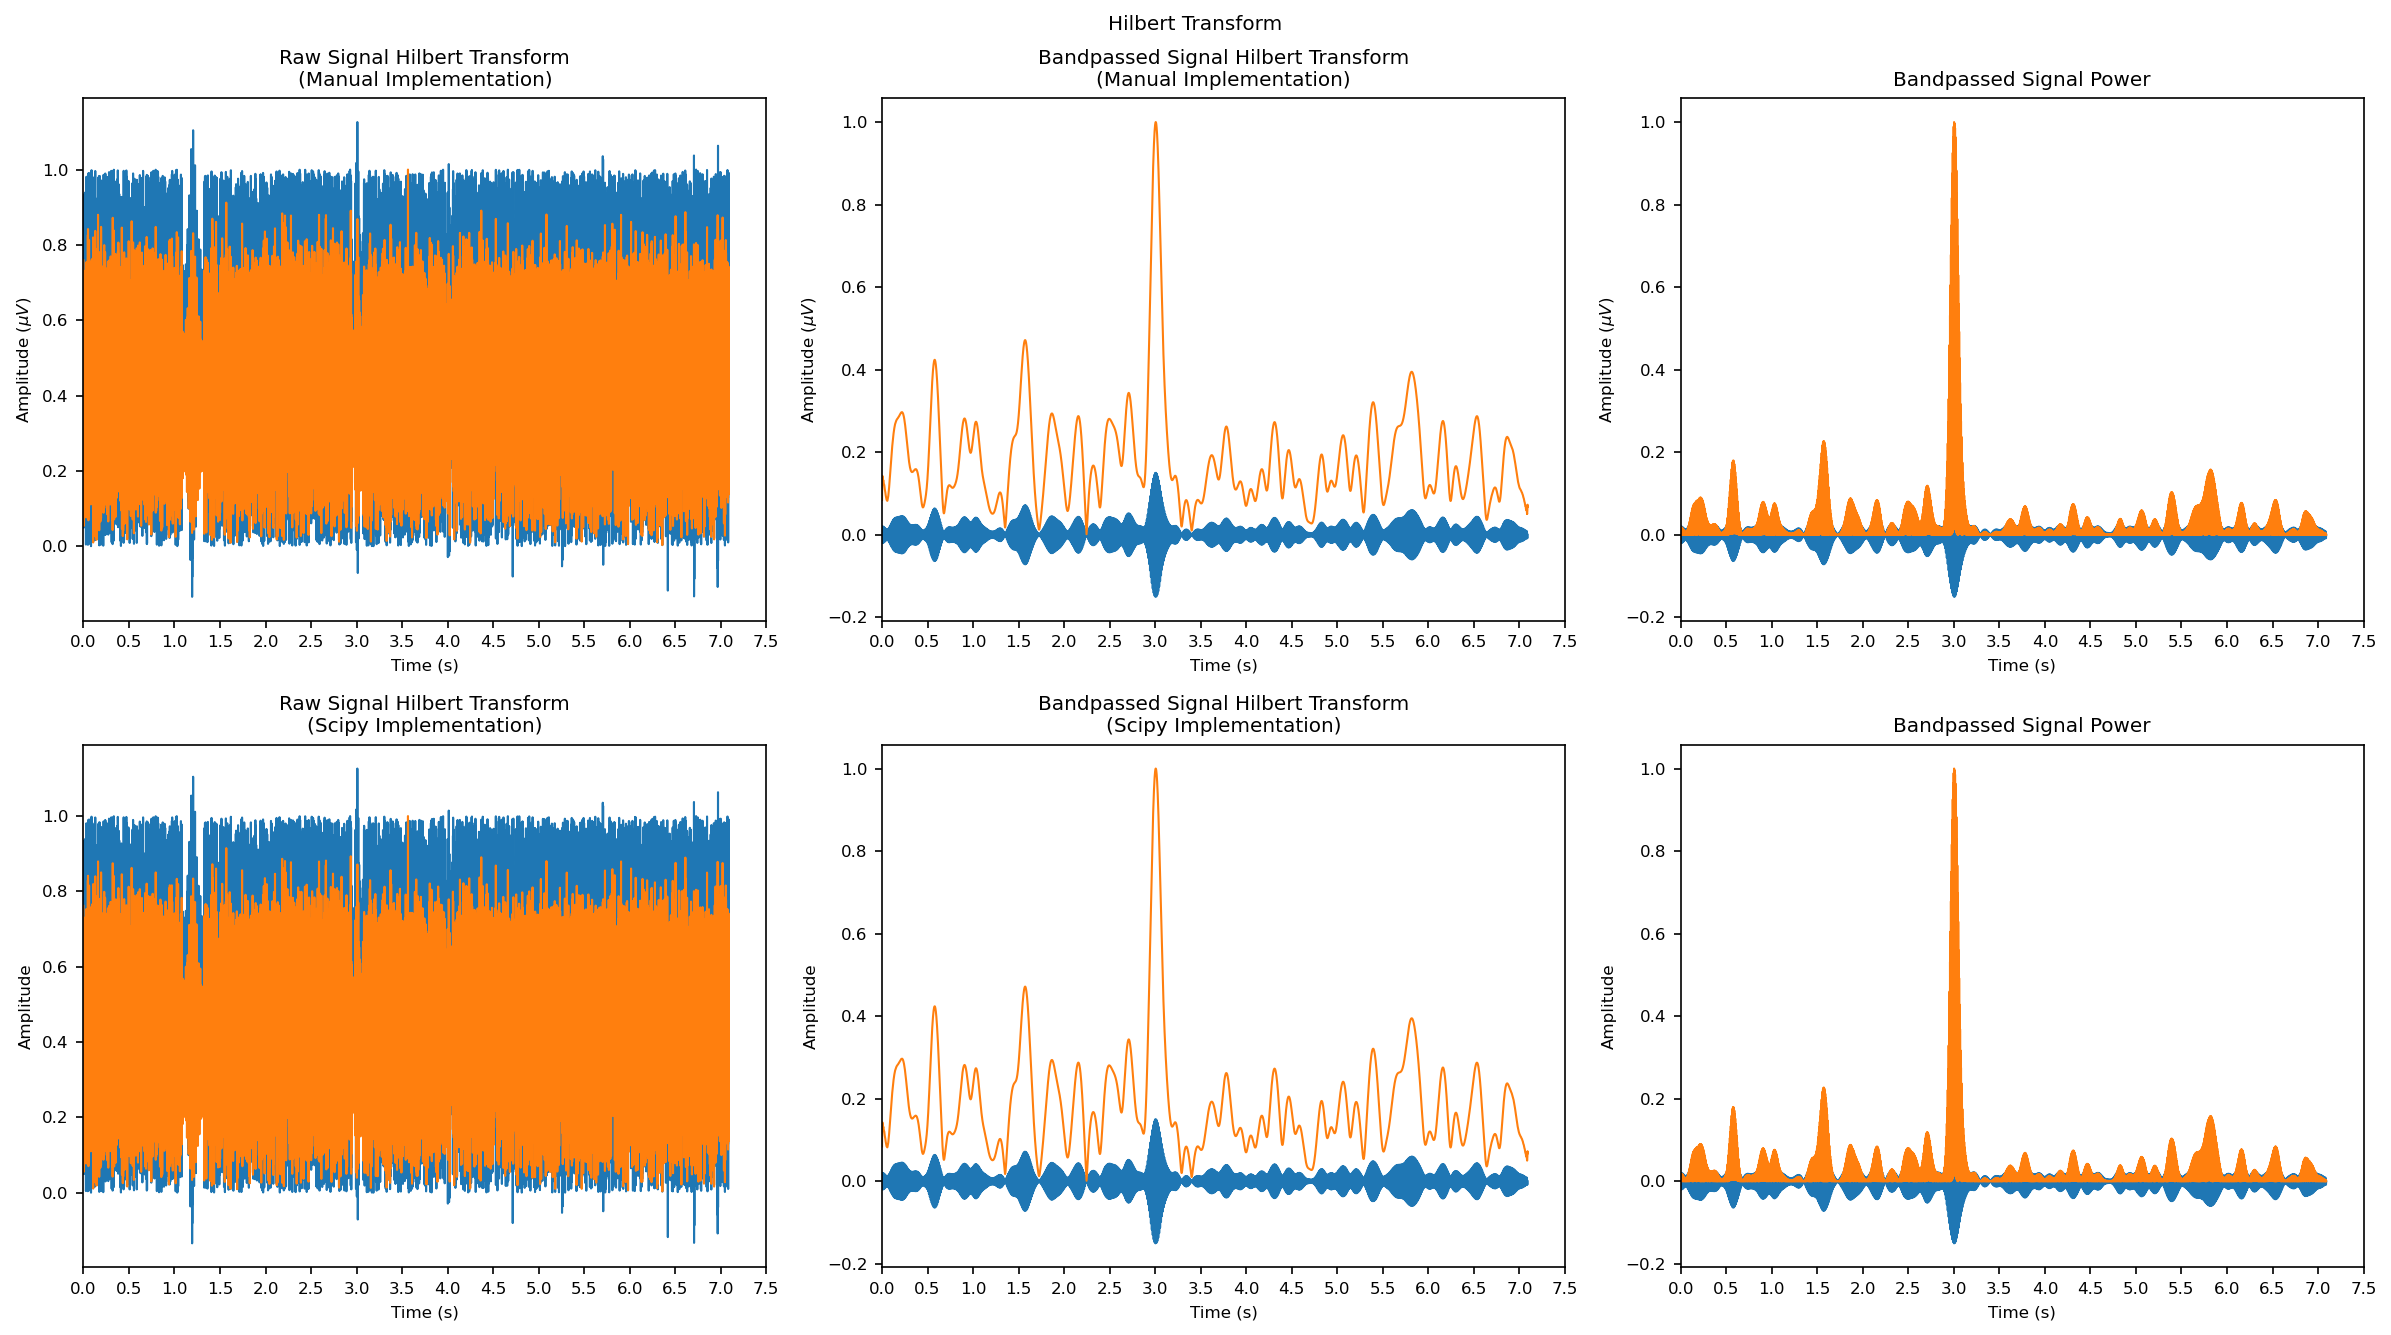 Hilbert Transform
Raw Signal Hilbert Transform
(Manual Implementation)
Amplitude (μV)
1.0
0.8
0.6
0.4
0.2
0.0
0.0 0.5 1.0 1.5 2.0 2.5 3.0 3.5 4.0 4.5 5.0 5.5 6.0 6.5 7.0 7.5
Time (s)
Bandpassed Signal Hilbert Transform
(Manual Implementation)
Amplitude (μV)
1.0
0.8
0.6
0.4
0.2
0.0
−0.2
0.0 0.5 1.0 1.5 2.0 2.5 3.0 3.5 4.0 4.5 5.0 5.5 6.0 6.5 7.0 7.5
Time (s)
Bandpassed Signal Power
Amplitude (μV)
1.0
0.8
0.6
0.4
0.2
0.0
−0.2
0.0 0.5 1.0 1.5 2.0 2.5 3.0 3.5 4.0 4.5 5.0 5.5 6.0 6.5 7.0 7.5
Time (s)
Raw Signal Hilbert Transform
(Scipy Implementation)
Amplitude
1.0
0.8
0.6
0.4
0.2
0.0
0.0 0.5 1.0 1.5 2.0 2.5 3.0 3.5 4.0 4.5 5.0 5.5 6.0 6.5 7.0 7.5
Time (s)
Bandpassed Signal Hilbert Transform
(Scipy Implementation)
Amplitude
1.0
0.8
0.6
0.4
0.2
0.0
−0.2
0.0 0.5 1.0 1.5 2.0 2.5 3.0 3.5 4.0 4.5 5.0 5.5 6.0 6.5 7.0 7.5
Time (s)
Bandpassed Signal Power
Amplitude
1.0
0.8
0.6
0.4
0.2
0.0
−0.2
0.0 0.5 1.0 1.5 2.0 2.5 3.0 3.5 4.0 4.5 5.0 5.5 6.0 6.5 7.0 7.5
Time (s)